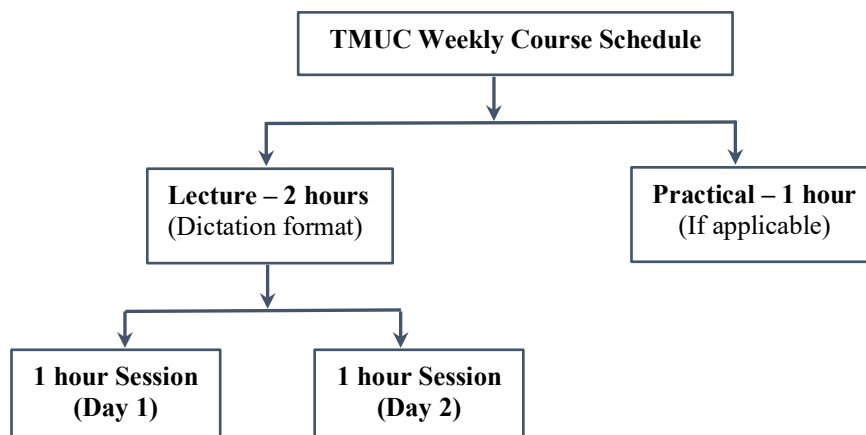 TMUC Weekly Course Schedule
Lecture – 2 hours
(Dictation format)
Practical – 1 hour
(If applicable)
1 hour Session
(Day 1)
1 hour Session
(Day 2)